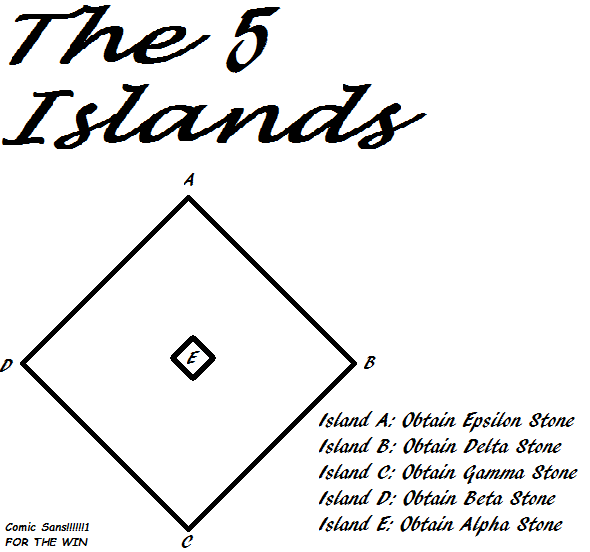 The 5
Islands
A
D
E
B
C
Island A: Obtain Epsilon Stone
Island B: Obtain Delta Stone
Island C: Obtain Gamma Stone
Island D: Obtain Beta Stone
Island E: Obtain Alpha Stone
Comic Sans!!!!!!1
FOR THE WIN